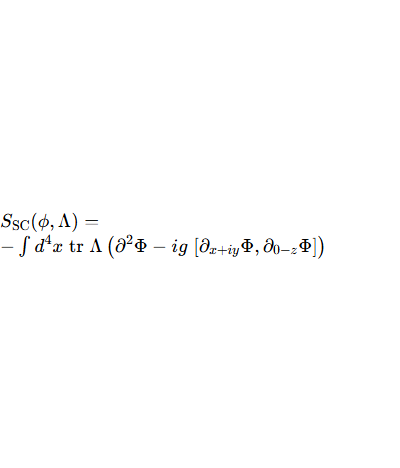 S_SC(ϕ, Λ) =
− ∫ d⁴x tr Λ (∂²Φ − ig [∂_{x+iy}Φ, ∂_{0−z}Φ])